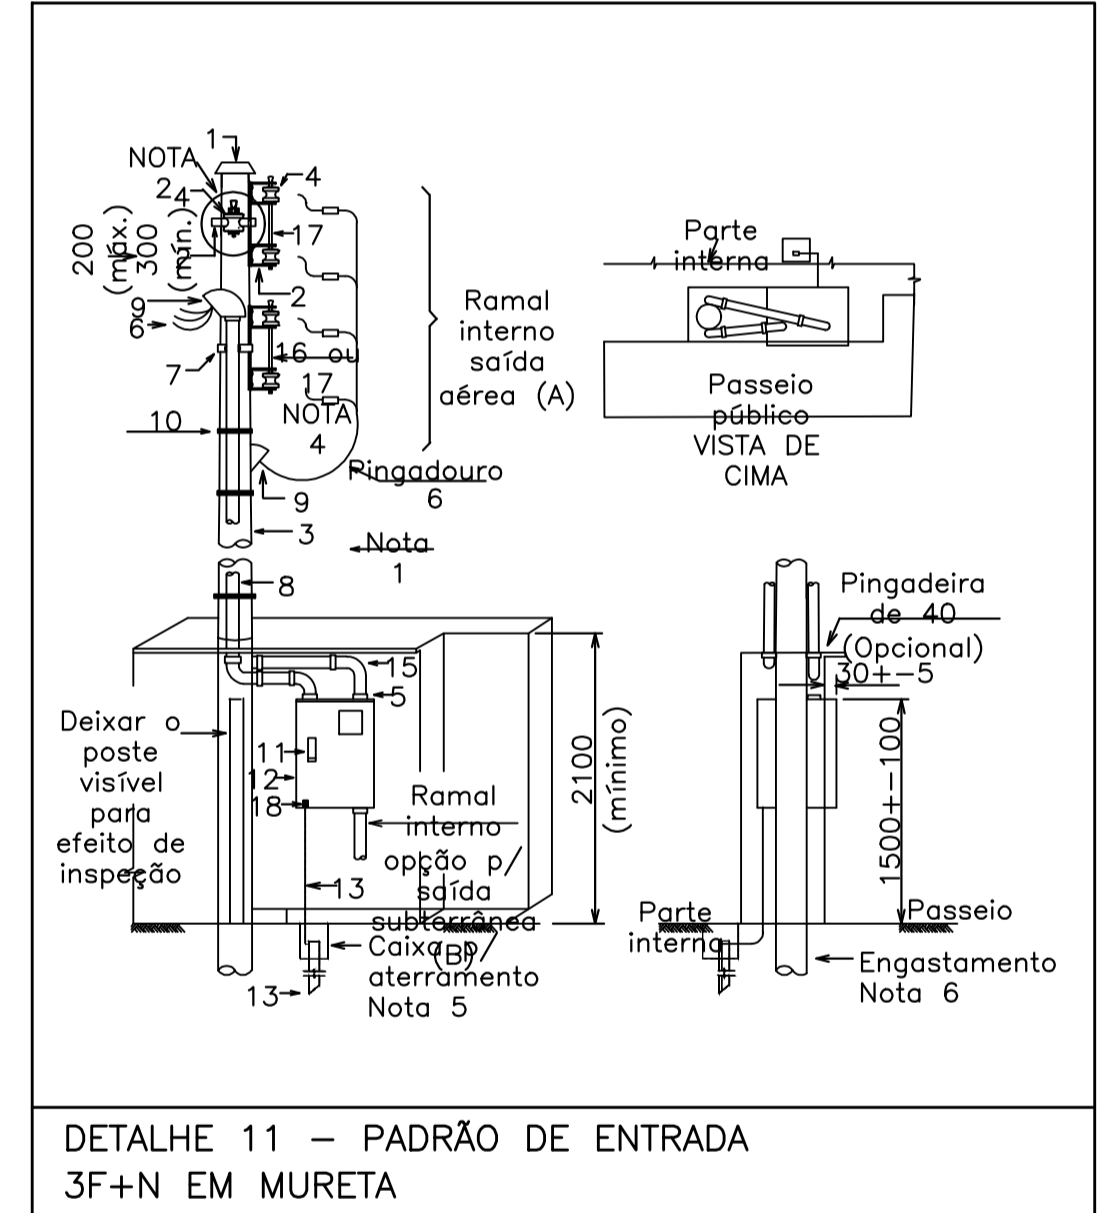 1
NOTA
2
4
4
200
(máx.)
300
(mín.)
17
2
9
6
16 ou
17
7
NOTA
4
10
Ramal
interno
saída
aérea (A)
Pingadouro
6
9
3
Nota
1
8
Parte
interna
Passeio
público
VISTA DE
CIMA
15
5
Deixar o
poste
visível
para
efeito de
inspeção
11
12
18
Ramal
interno
opção p/
saída
subterrânea
(B)
13
Caixa p/
aterramento
Nota 5
13
2100
(mínimo)
Pingadeira
de 40
(Opcional)
30+-5
1500+-100
Parte
interna
Passeio
Engastamento
Nota 6
DETALHE 11 – PADRÃO DE ENTRADA
3F+N EM MURETA